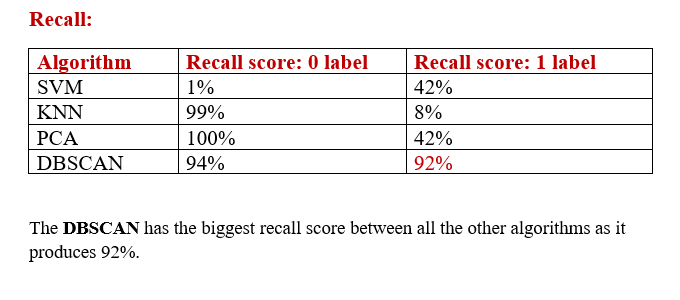 Recall:
Algorithm Recall score: 0 label Recall score: 1 label
SVM 1% 42%
KNN 99% 8%
PCA 100% 42%
DBSCAN 94% 92%
The DBSCAN has the biggest recall score between all the other algorithms as it
produces 92%.